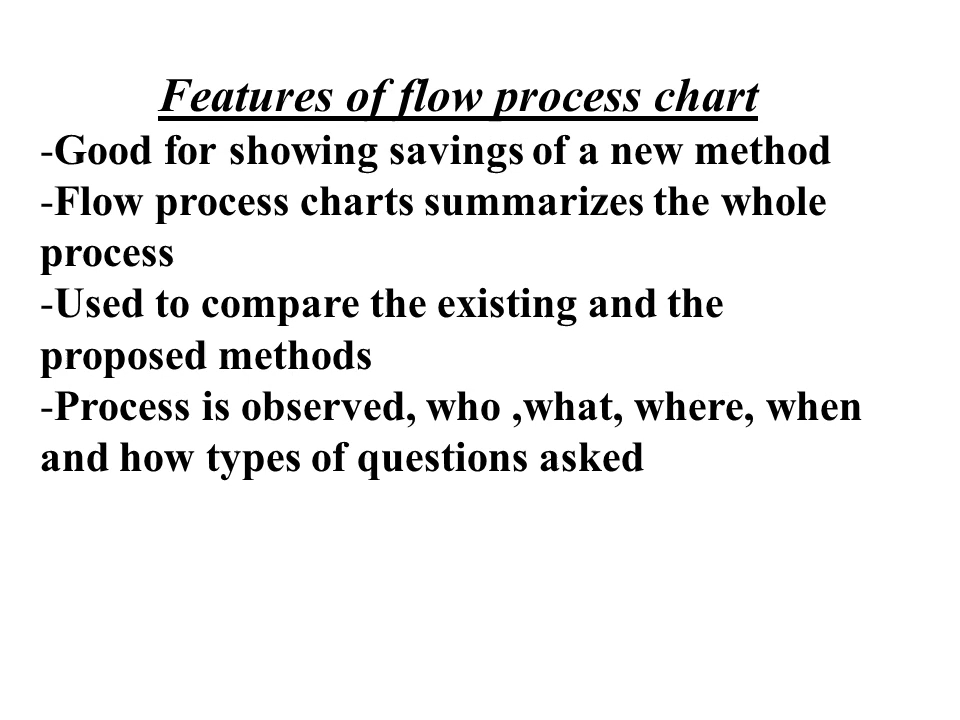 Features of flow process chart
-Good for showing savings of a new method
-Flow process charts summarizes the whole
process
-Used to compare the existing and the
proposed methods
-Process is observed, who ,what, where, when
and how types of questions asked